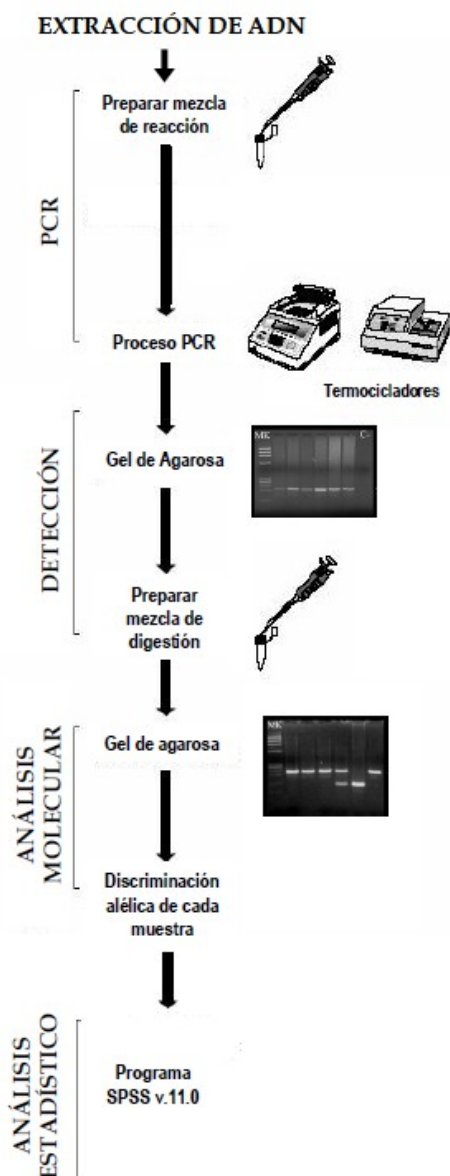 EXTRACCIÓN DE ADN
Preparar mezcla
de reacción
PCR
Proceso PCR
Termocicladores
MK
C-
Gel de Agarosa
DETECCIÓN
Preparar
mezcla de
digestión
MK
Gel de agarosa
ANÁLISIS
MOLECULAR
Discriminación
alélica de cada
muestra
ANÁLISIS
ESTADÍSTICO
Programa
SPSS v.11.0